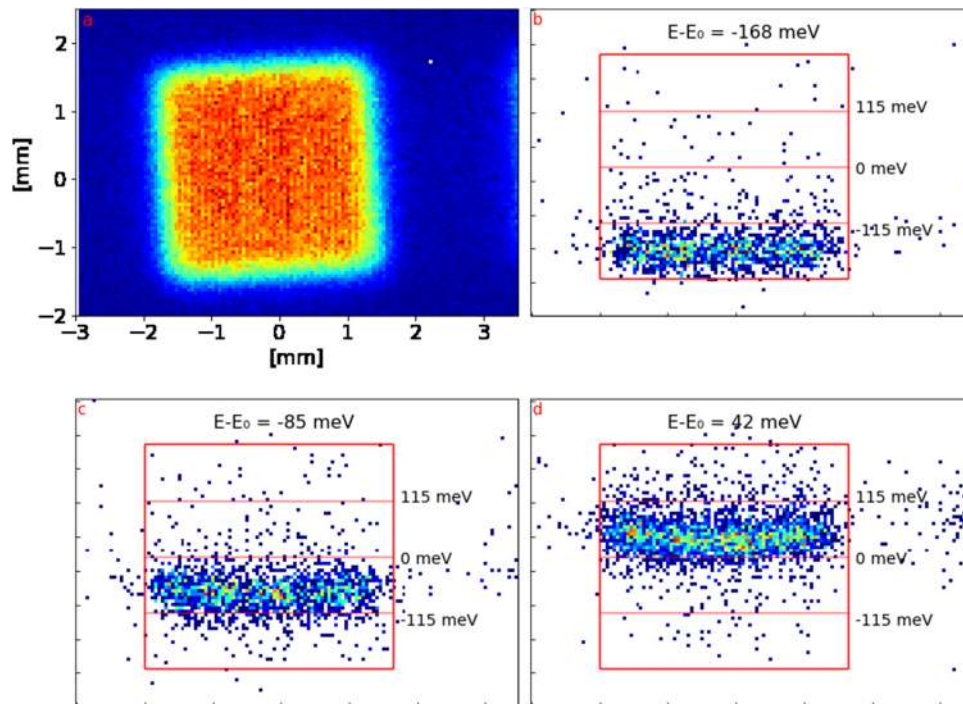 a
2
1
0
−1
−2
[mm]
−3 −2 −1 0 1 2 3
[mm]
b
E-E₀ = -168 meV
115 meV
0 meV
-115 meV
c
E-E₀ = -85 meV
115 meV
0 meV
-115 meV
d
E-E₀ = 42 meV
115 meV
0 meV
-115 meV